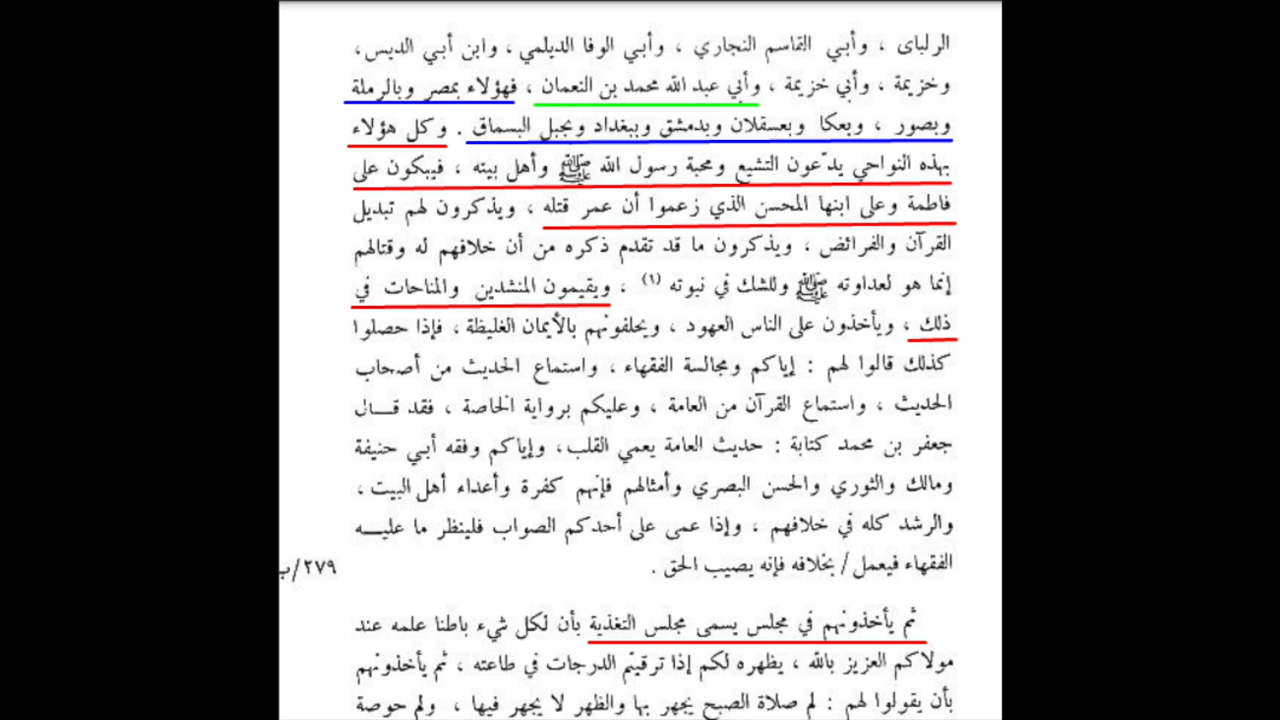 الرلباى ، وأبي القاسم النجاري ، وأبي الوفا الديلمي ، وابن أبي الديس ،
وخزيمة ، وأبي خزيمة ، وأبي عبد الله محمد بن النعمان ، فهؤلاء بمصر وبالرملة
وبصور ، وبعكا وبعسقلان وبدمشق وببغداد وبجبل البسماق . وكل هؤلاء
بهذه النواحي يدّعون التشيع ومحبة رسول الله ﷺ وأهل بيته ، فيبكون على
فاطمة وعلى ابنها المحسن الذي زعموا أن عمر قتله ، ويذكرون لهم تبديل
القرآن والفرائض ، ويذكرون ما قد تقدم ذكره من أن خلافهم له وقتالهم
إنما هو لعداوته ﷺ وللشك في نبوته (١) ، ويقيمون المنشدين والمناحات في
ذلك ، ويأخذون على الناس العهود ، ويحلفونهم بالأيمان الغليظة ، فإذا حصلوا
كذلك قالوا لهم : إياكم ومجالسة الفقهاء ، واستماع الحديث من أصحاب
الحديث ، واستماع القرآن من العامة ، وعليكم برواية الخاصة ، فقد قـــال
جعفر بن محمد كتابة : حديث العامة يعمي القلب، وإياكم وفقه أبي حنيفة
ومالك والثوري والحسن البصري وأمثالهم فإنهم كفرة وأعداء أهل البيت ،
والرشد كله في خلافهم ، وإذا عمى على أحدكم الصواب فلينظر ما عليـــه
الفقهاء فيعمل / بخلافه فإنه يصيب الحق .
٢٧٩/ب
ثم يأخذونهم في مجلس يسمى مجلس التغذية بأن لكل شيء باطنا علمه عند
مولاكم العزيز بالله ، يظهره لكم إذا ترقيتم الدرجات في طاعته ، ثم يأخذونهم
بأن يقولوا لهم : لم صلاة الصبح يجهر بها والظهر لا يجهر فيها ، ولم حوصة